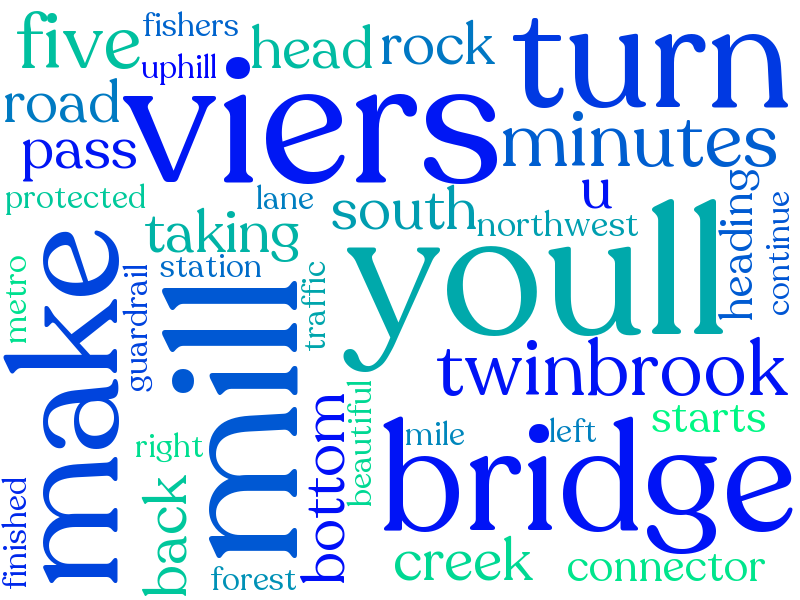 five
fishers
uphill
head
rock
turn
road
viers
minutes
pass
protected
lane
u
taking
south
northwest
heading
continue
station
youll
metro
make
guardrail
mill
traffic
twinbrook
beautiful
bottom
mile
left
starts
right
bridge
finished
back
forest
creek
connector